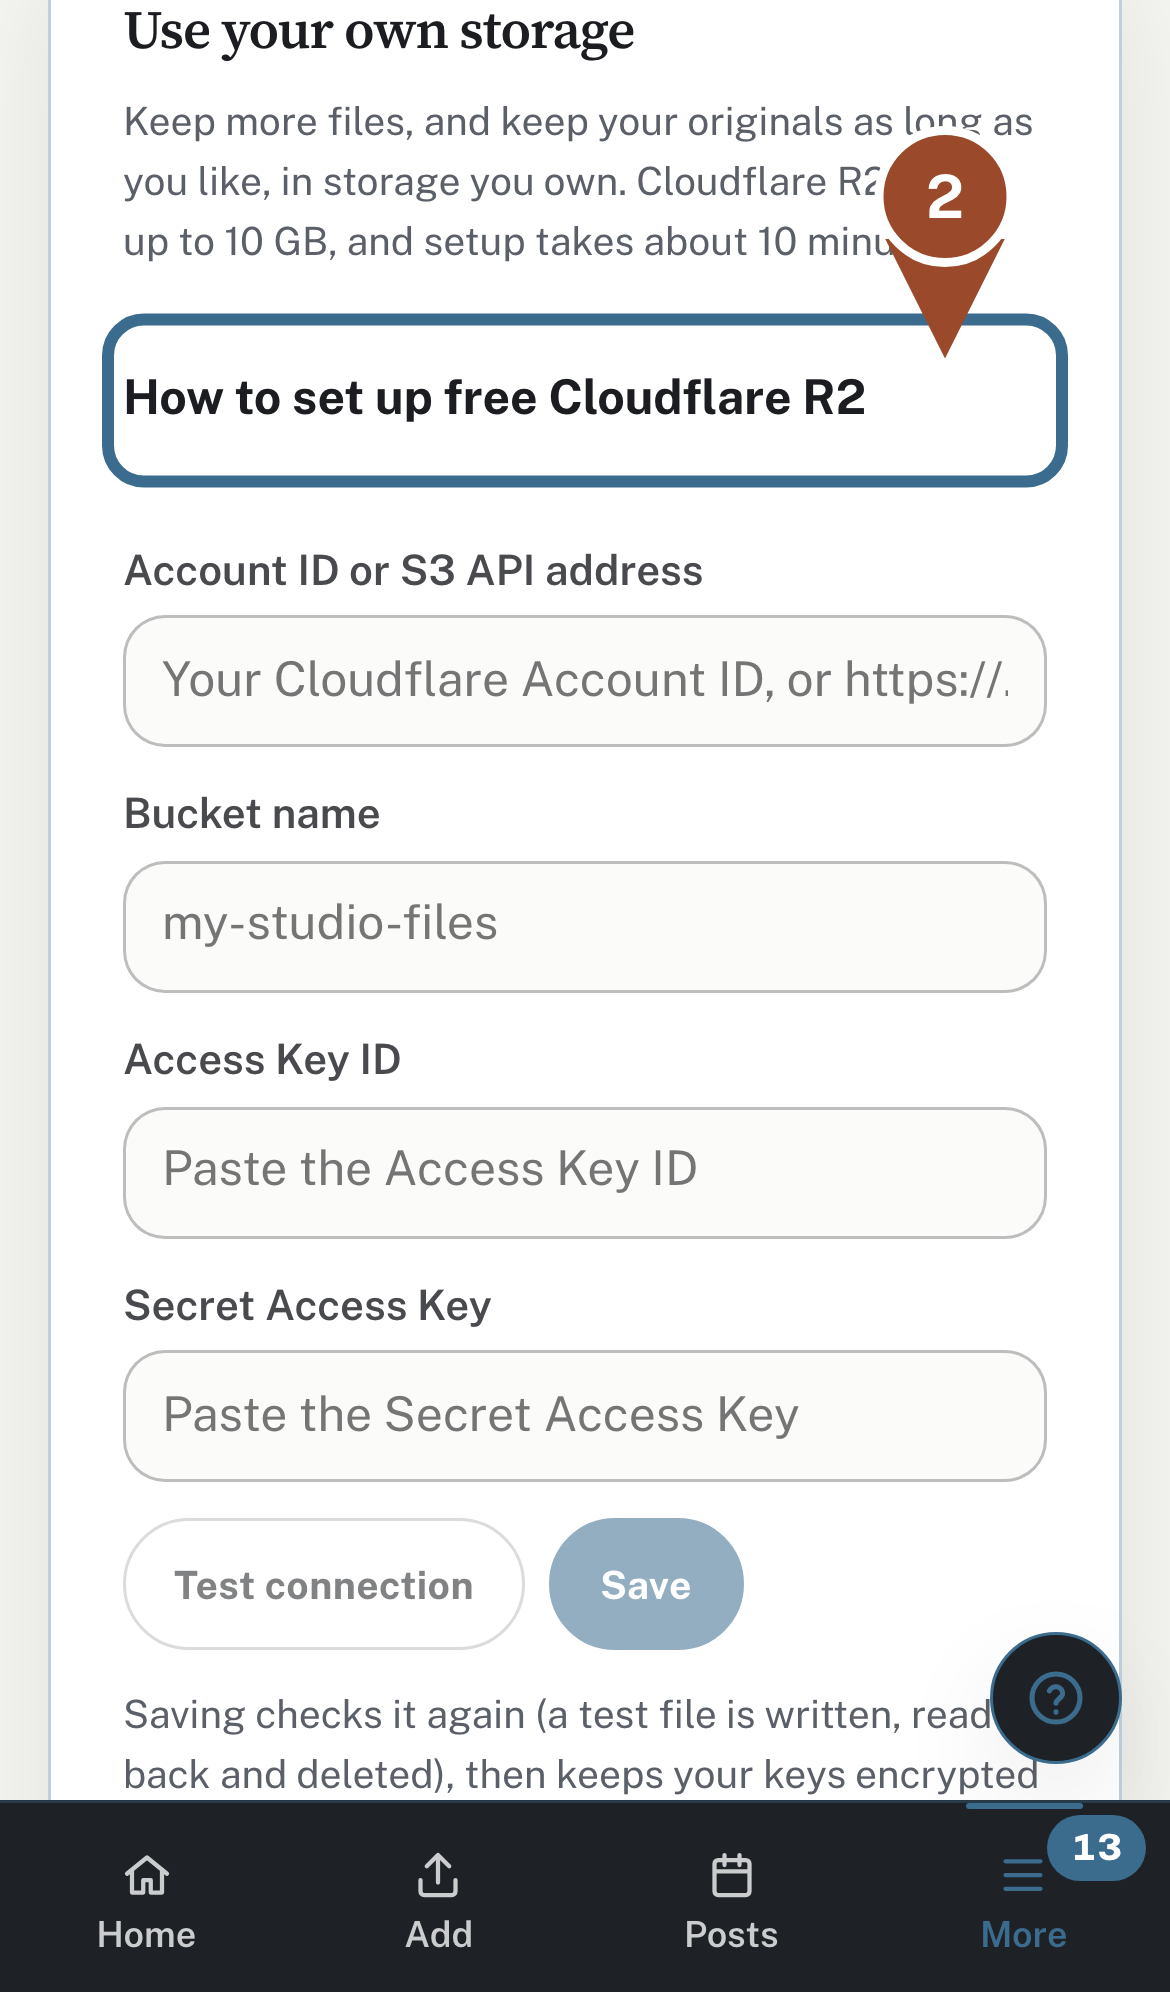 Use your own storage
Keep more files, and keep your originals as long as
you like, in storage you own. Cloudflare R2
up to 10 GB, and setup takes about 10
2
How to set up free Cloudflare R2
Account ID or S3 API address
Your Cloudflare Account ID, or https://.
Bucket name
my-studio-files
Access Key ID
Paste the Access Key ID
Secret Access Key
Paste the Secret Access Key
Test connection
Save
Saving checks it again (a test file is written, read
back and deleted), then keeps your keys encrypted
13
Home
Add
Posts
More